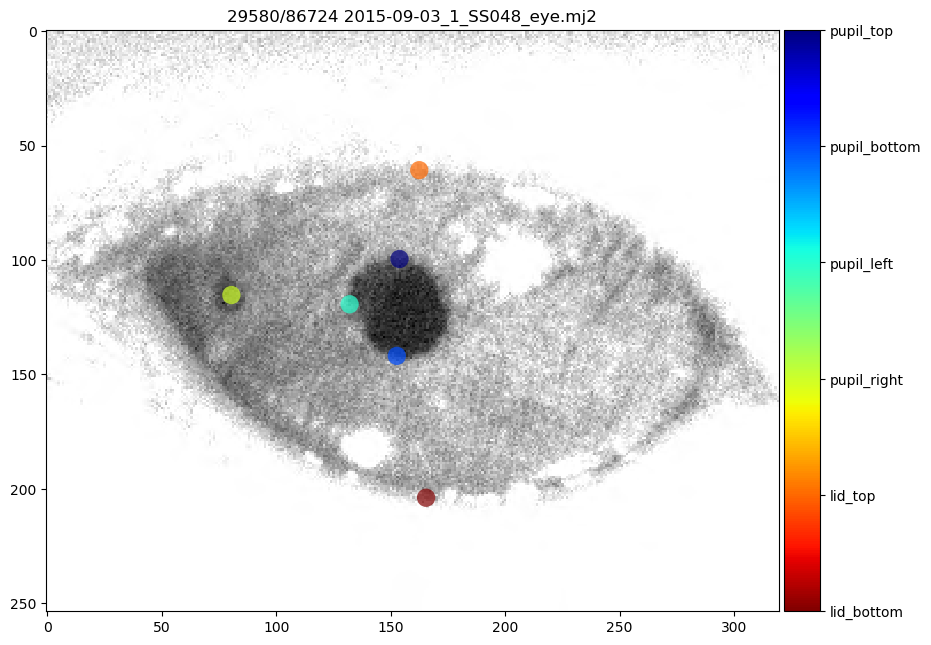 29580/86724 2015-09-03_1_SS048_eye.mj2
0
50
100
150
200
250
0 50 100 150 200 250 300
pupil_top
pupil_bottom
pupil_left
pupil_right
lid_top
lid_bottom